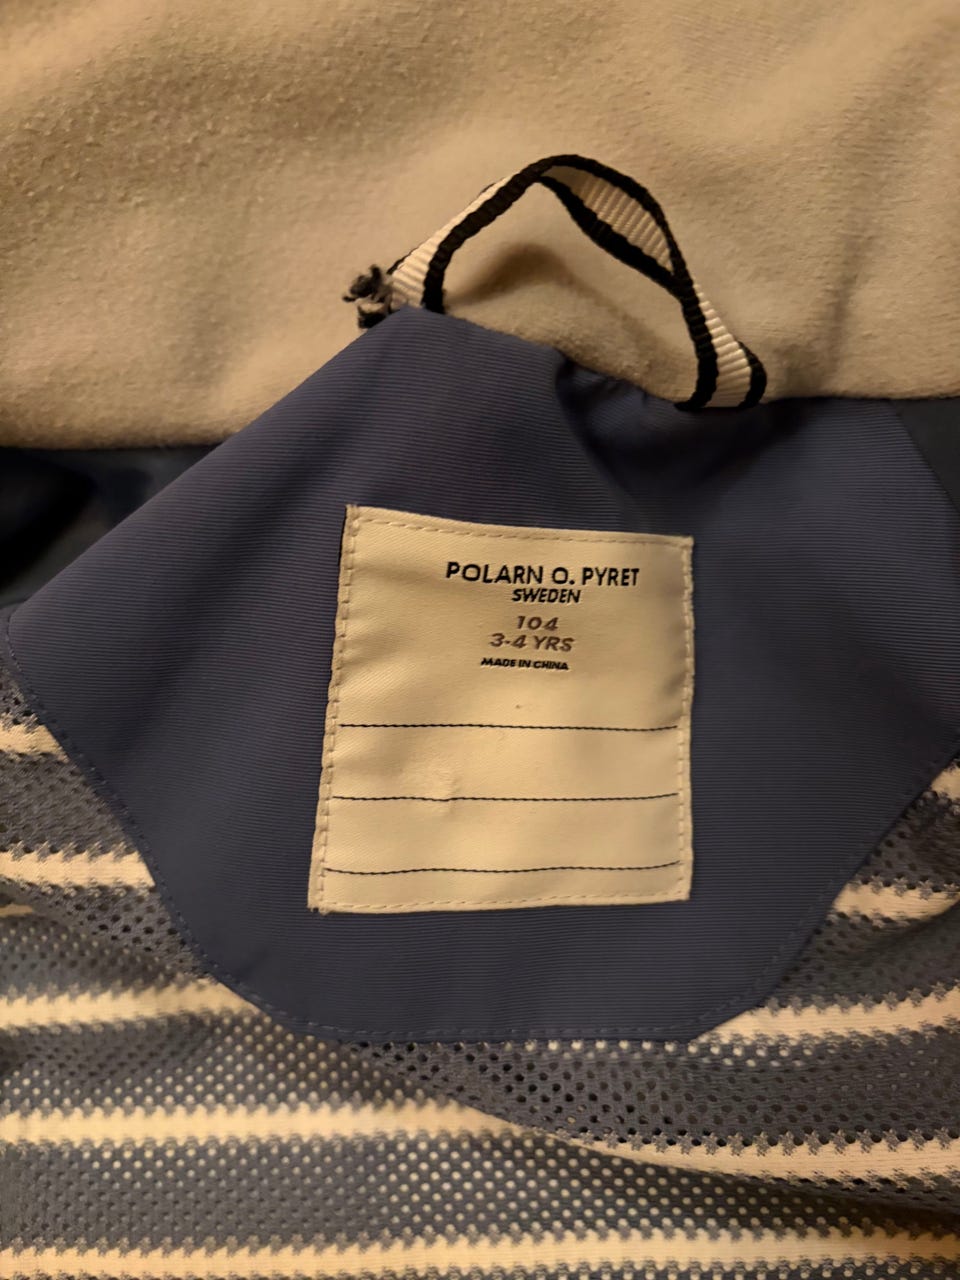 POLARN O. PYRET
SWEDEN
104
3-4 YRS
MADE IN CHINA